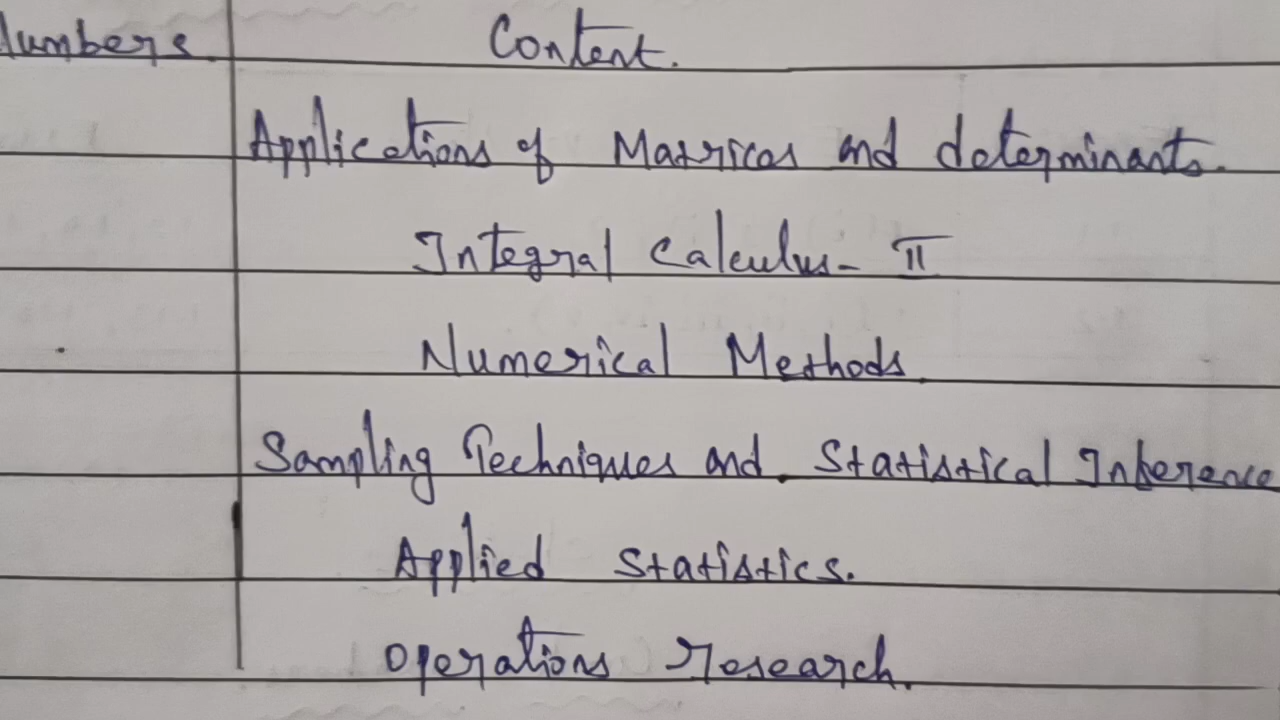 Numbers. Content.
Applications of Matrices and determinants.
Integral Calculus - II
Numerical Methods
Sampling Techniques and Statistical Inference
Applied Statistics.
Operations research.